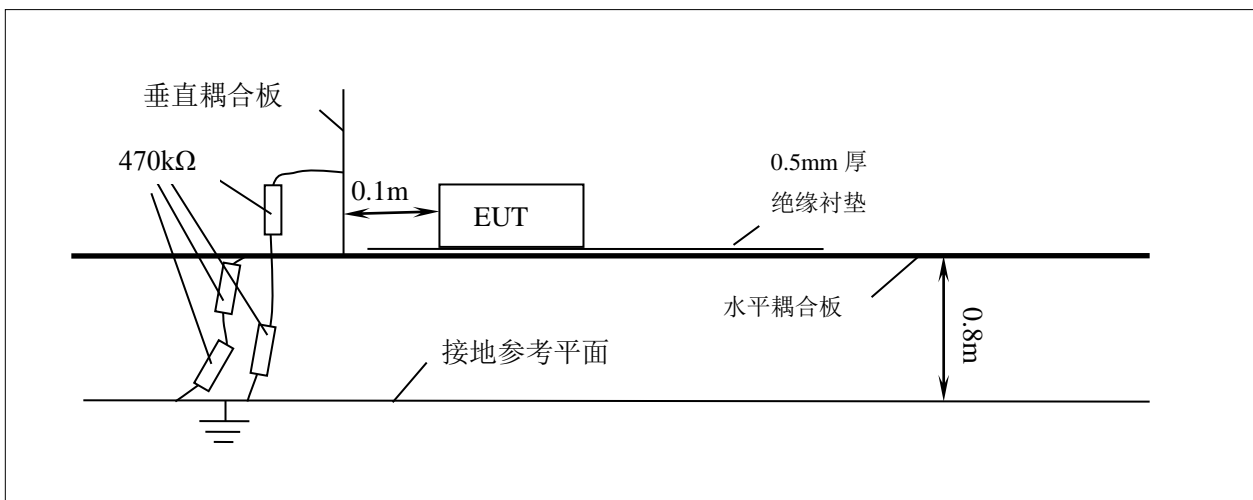 垂直耦合板
470kΩ
0.1m
EUT
0.5mm 厚
绝缘衬垫
水平耦合板
0.8m
接地参考平面